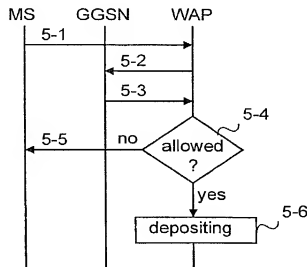 MS GGSN WAP
5-1
5-2
5-3
5-4
allowed
?
no
5-5
yes
5-6
depositing